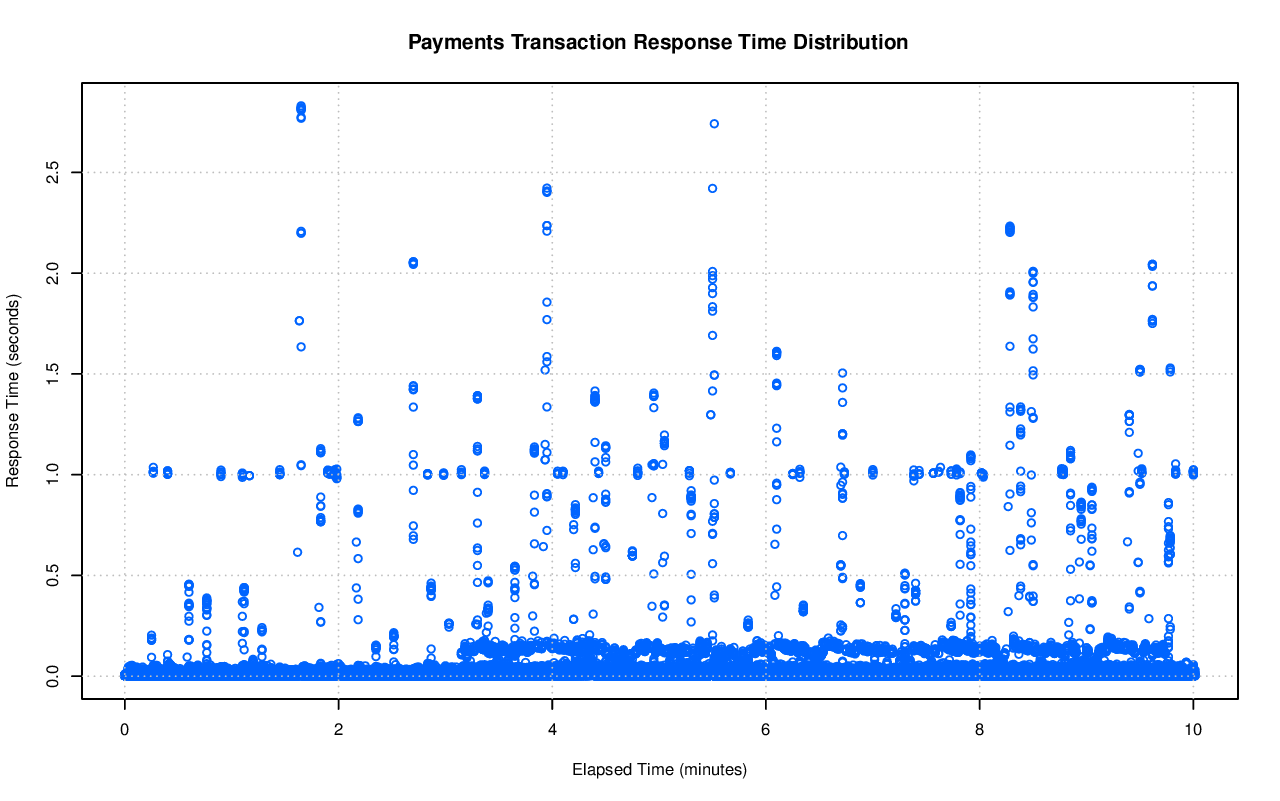 Payments Transaction Response Time Distribution
Response Time (seconds)
2.5
2.0
1.5
1.0
0.5
0.0
0 2 4 6 8 10
Elapsed Time (minutes)